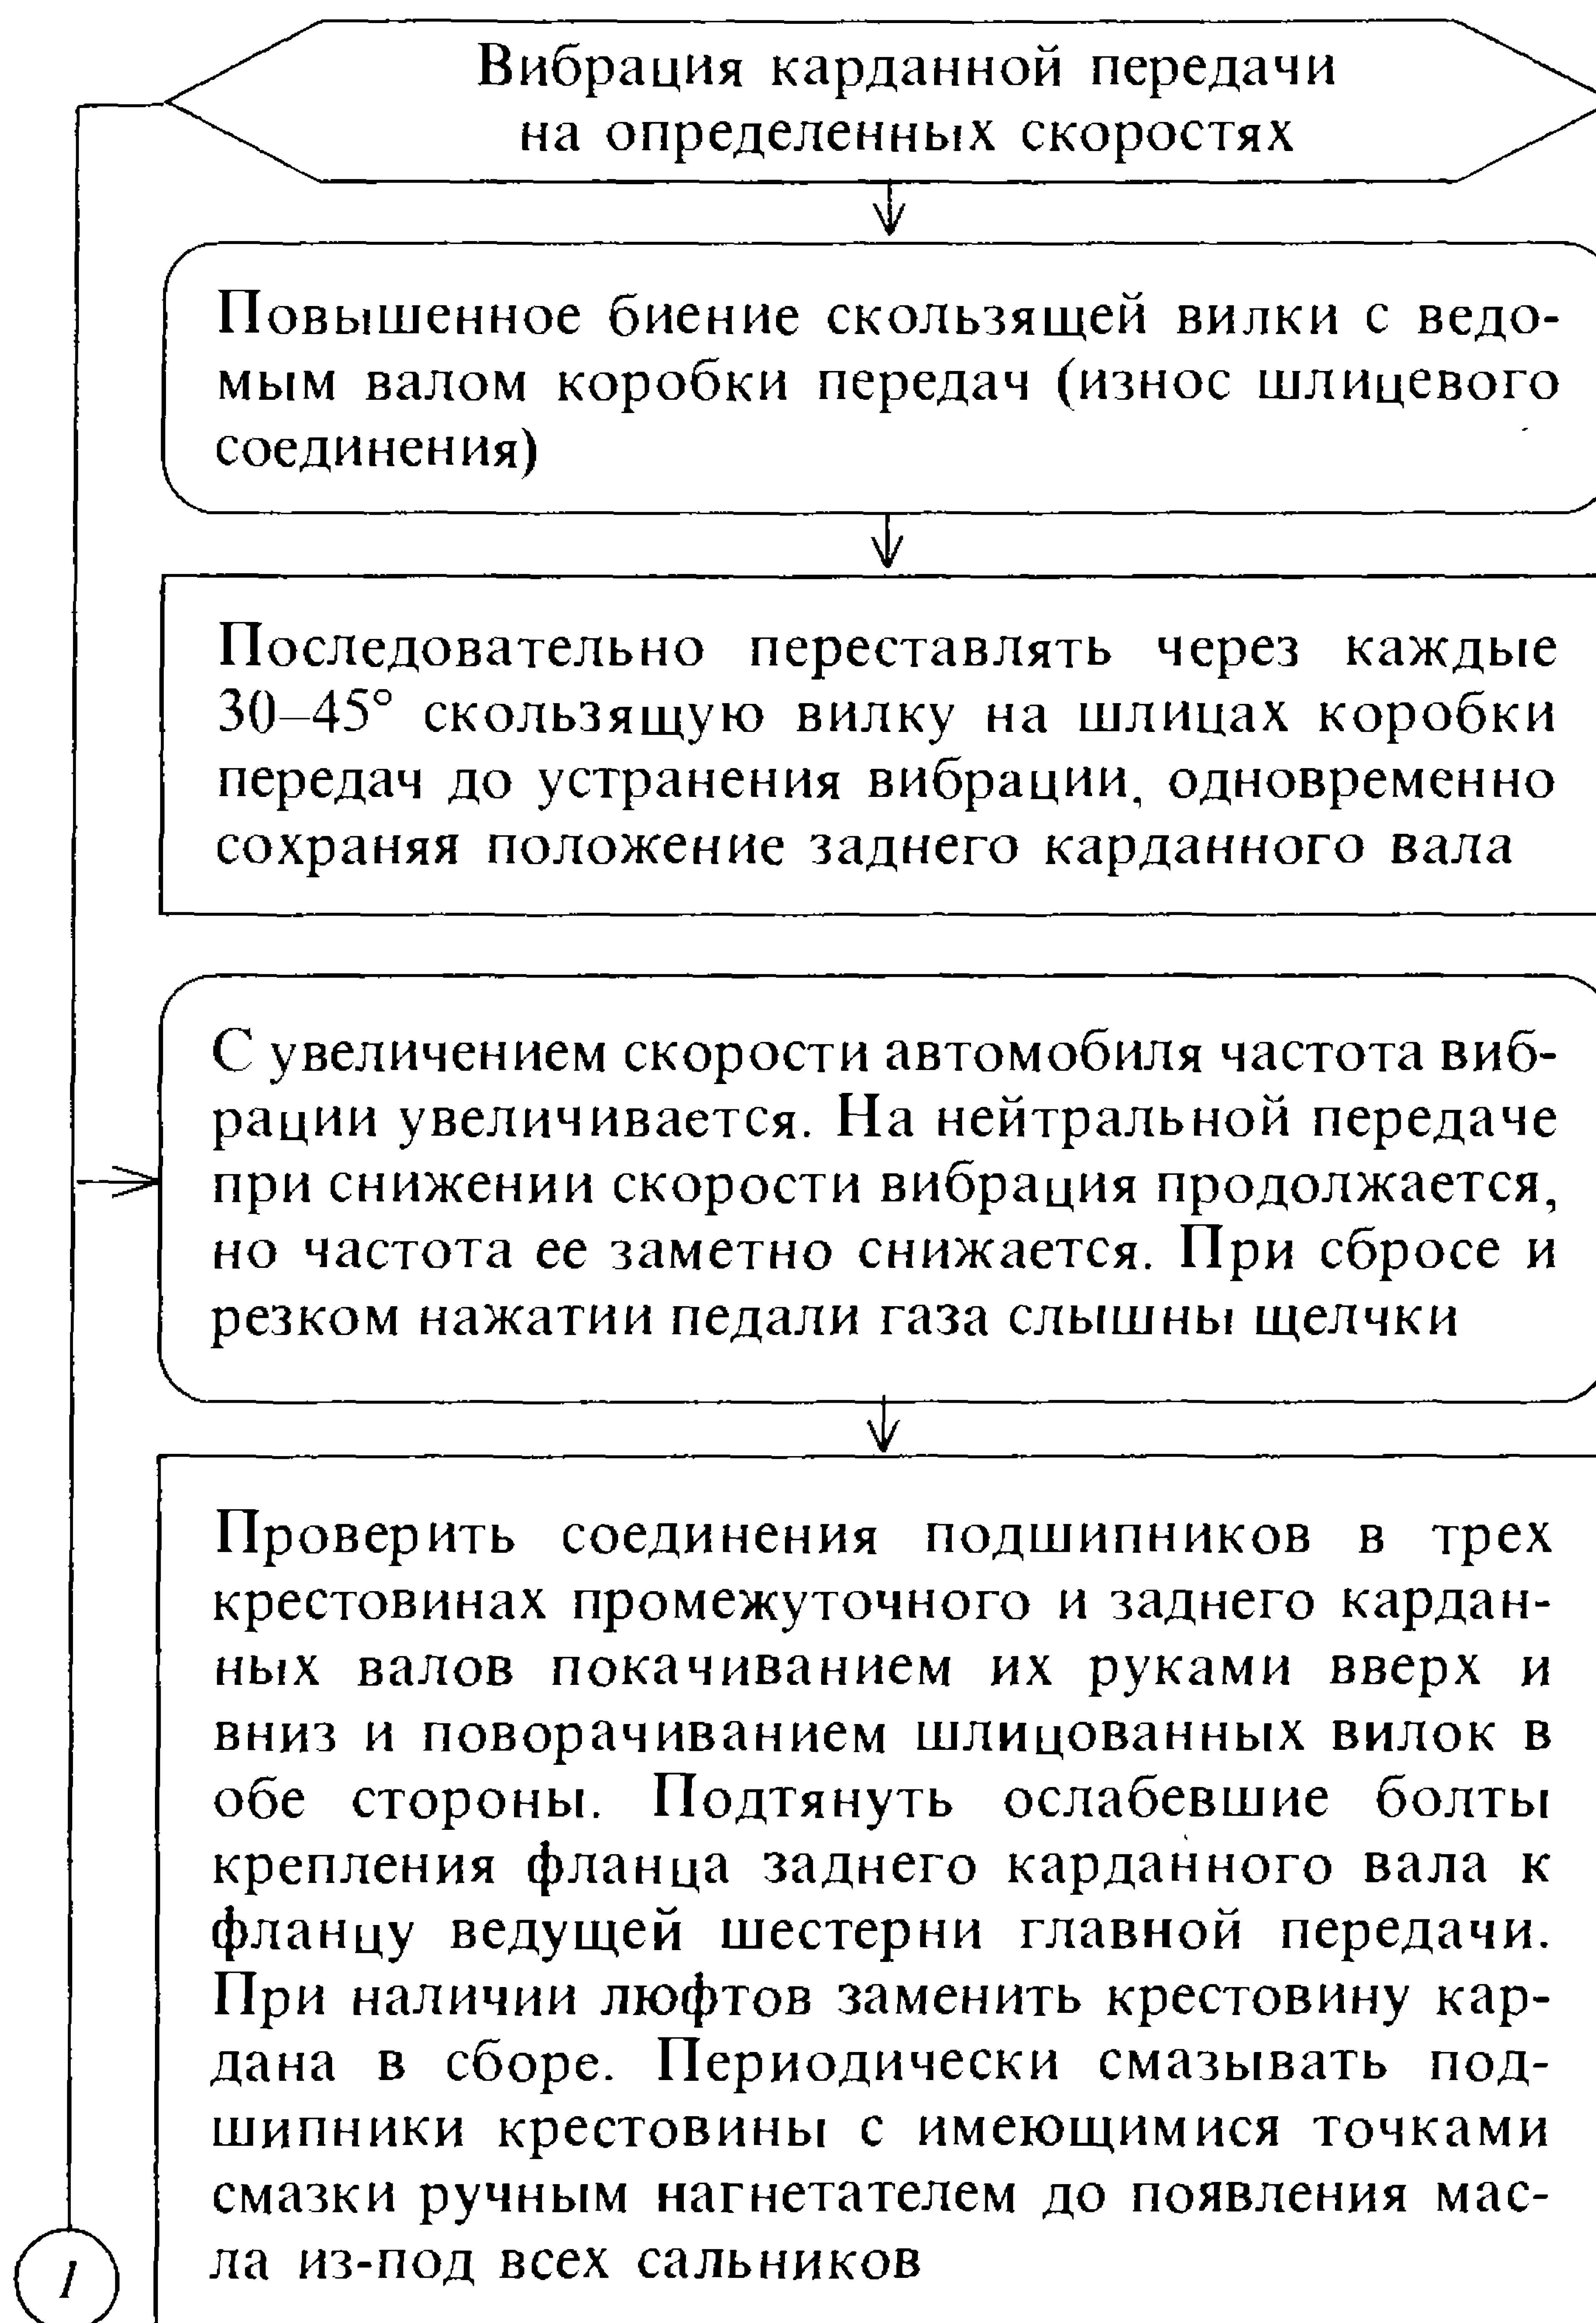 Вибрация карданной передачи
на определенных скоростях
Повышенное биение скользящей вилки с ведо-
мым валом коробки передач (износ шлицевого
соединения)
Последовательно переставлять через каждые
30–45° скользящую вилку на шлицах коробки
передач до устранения вибрации, одновременно
сохраняя положение заднего карданного вала
С увеличением скорости автомобиля частота виб-
рации увеличивается. На нейтральной передаче
при снижении скорости вибрация продолжается,
но частота ее заметно снижается. При сбросе и
резком нажатии педали газа слышны щелчки
Проверить соединения подшипников в трех
крестовинах промежуточного и заднего кардан-
ных валов покачиванием их руками вверх и
вниз и поворачиванием шлицованных вилок в
обе стороны. Подтянуть ослабевшие болты
крепления фланца заднего карданного вала к
фланцу ведущей шестерни главной передачи.
При наличии люфтов заменить крестовину кар-
дана в сборе. Периодически смазывать под-
шипники крестовины с имеющимися точками
смазки ручным нагнетателем до появления мас-
ла из-под всех сальников
1